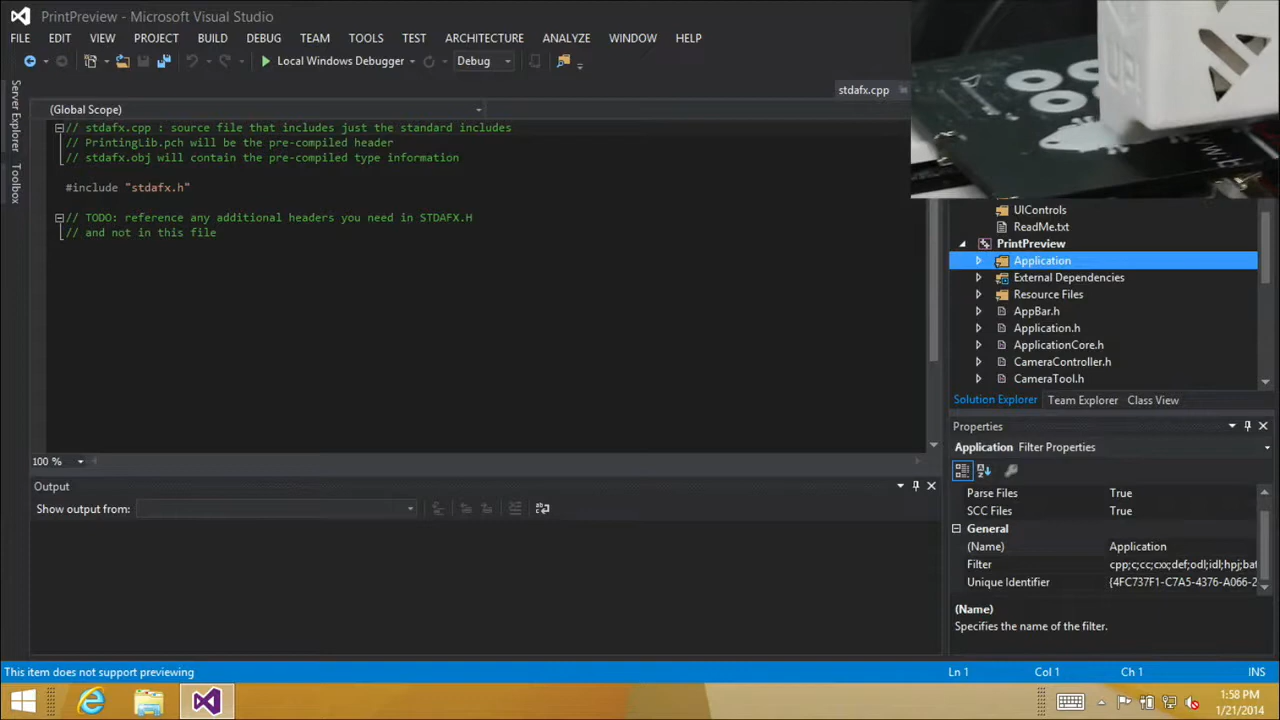 PrintPreview - Microsoft Visual Studio
FILE EDIT VIEW PROJECT BUILD DEBUG TEAM TOOLS TEST ARCHITECTURE ANALYZE WINDOW HELP
Local Windows Debugger Debug
stdafx.cpp
(Global Scope)
Server Explorer
Toolbox
// stdafx.cpp : source file that includes just the standard includes
// PrintingLib.pch will be the pre-compiled header
// stdafx.obj will contain the pre-compiled type information
#include "stdafx.h"
// TODO: reference any additional headers you need in STDAFX.H
// and not in this file
100 %
Output
Show output from:
UIControls
ReadMe.txt
PrintPreview
Application
External Dependencies
Resource Files
AppBar.h
Application.h
ApplicationCore.h
CameraController.h
CameraTool.h
Solution Explorer Team Explorer Class View
Properties
Application Filter Properties
Parse Files True
SCC Files True
General
(Name) Application
Filter cpp;c;cc;cxx;def;odl;idl;hpj;bat
Unique Identifier {4FC737F1-C7A5-4376-A066-2
(Name)
Specifies the name of the filter.
This item does not support previewing Ln 1 Col 1 Ch 1 INS
1:58 PM
1/21/2014